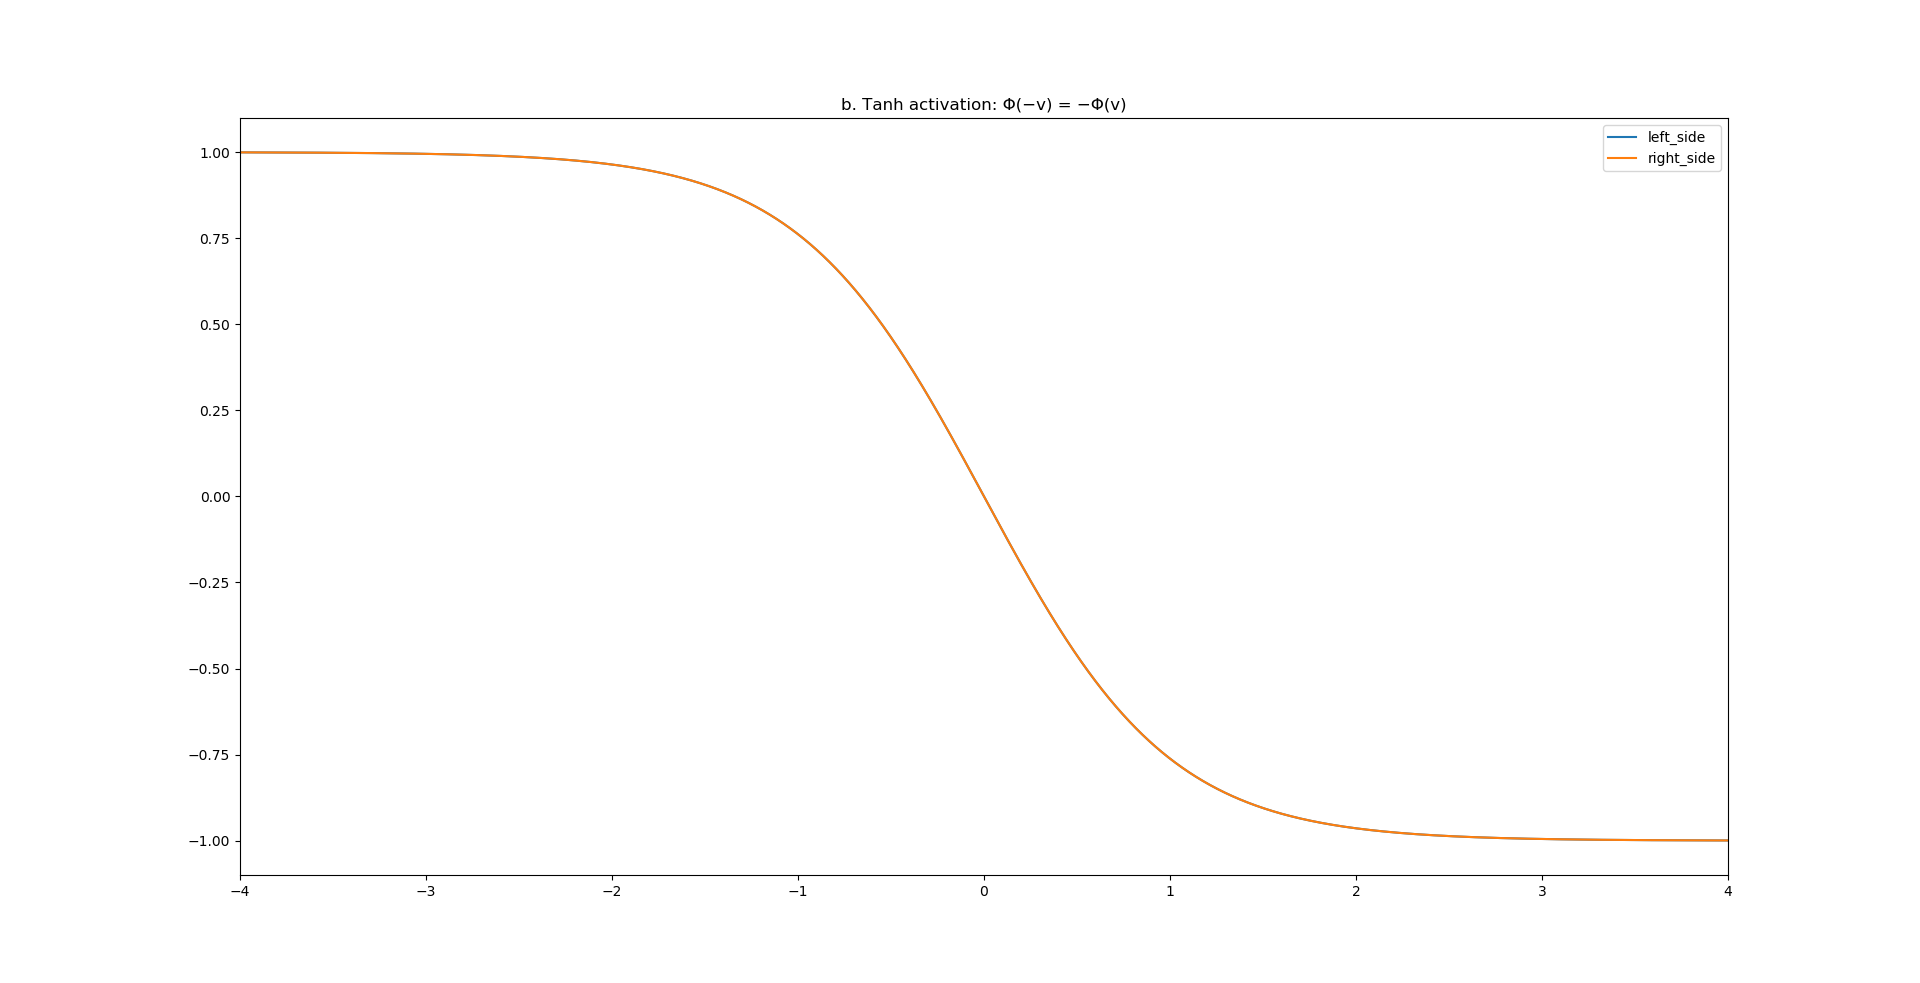 b. Tanh activation: Φ(−v) = −Φ(v)
left_side
right_side
1.00
0.75
0.50
0.25
0.00
−0.25
−0.50
−0.75
−1.00
−4 −3 −2 −1 0 1 2 3 4